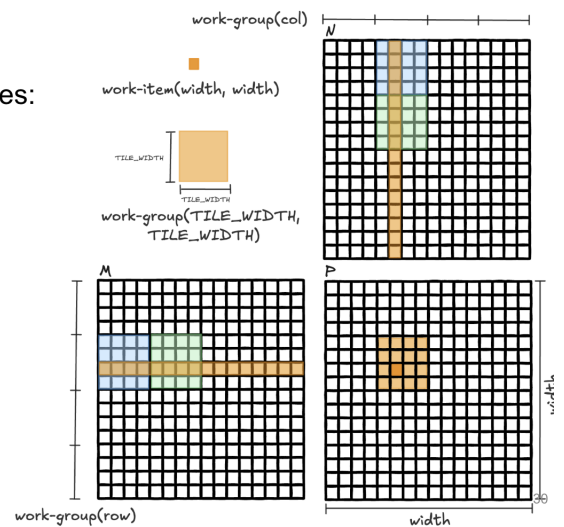 work-group(col)
N
es:
work-item(width, width)
TILE_WIDTH
TILE_WIDTH
work-group(TILE_WIDTH,
TILE_WIDTH)
M
P
width
work-group(row)
width
30